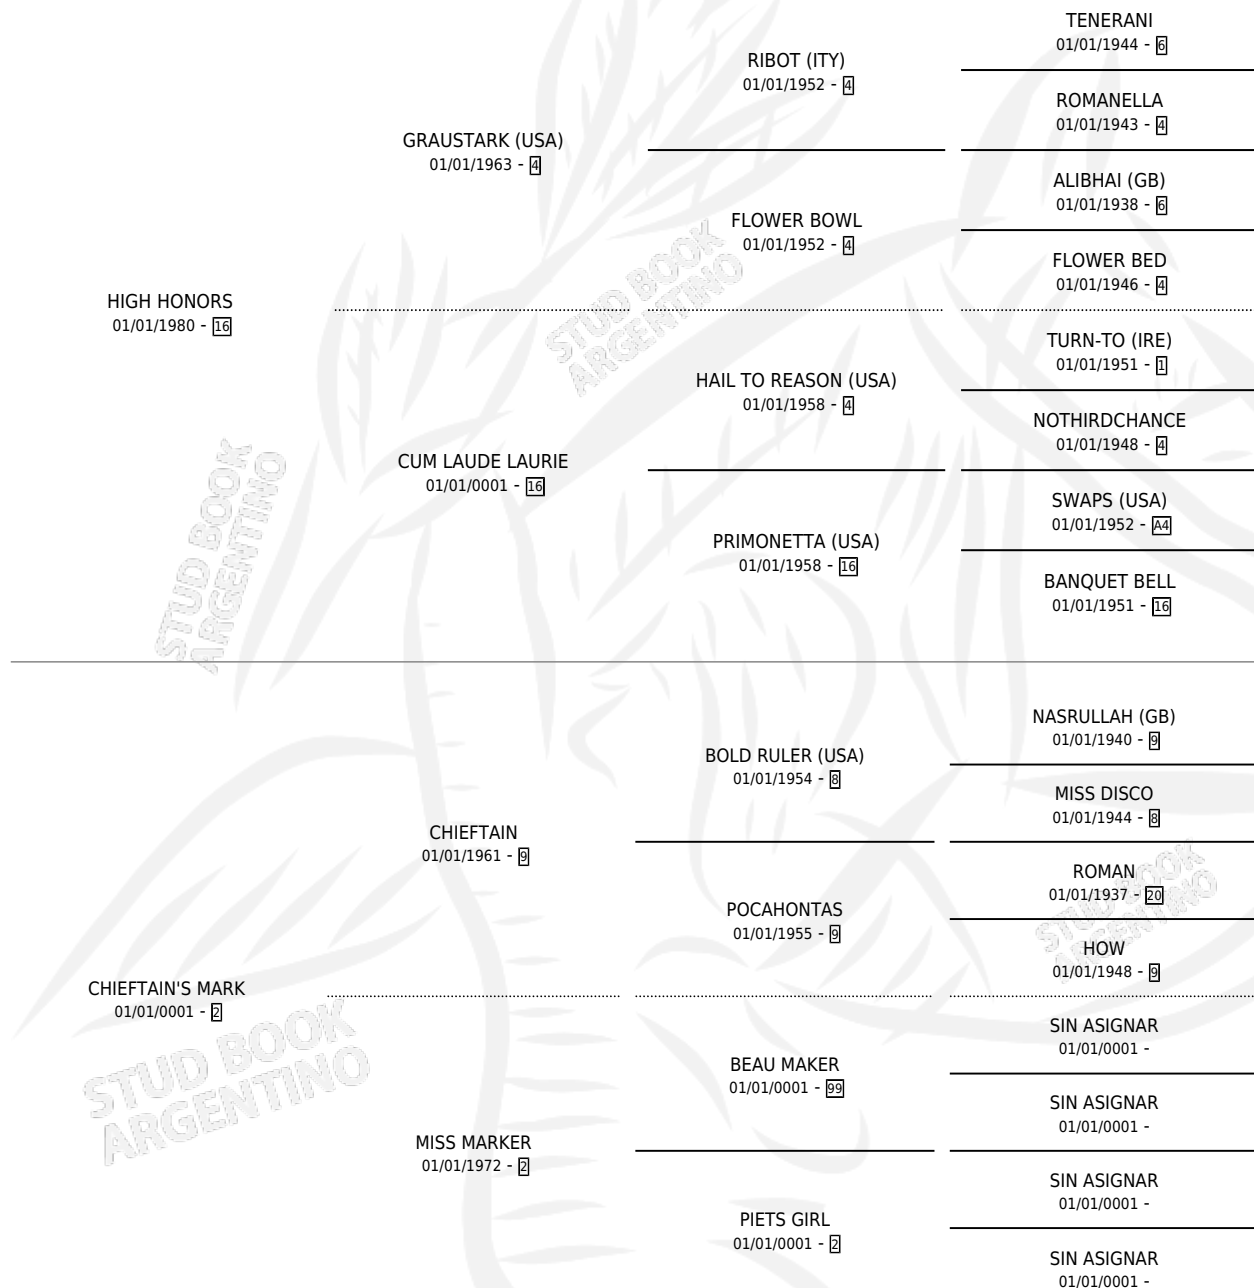 TENERANI
01/01/1944 - 6
RIBOT (ITY)
01/01/1952 - 4
ROMANELLA
01/01/1943 - 4
GRAUSTARK (USA)
01/01/1963 - 4
ALIBHAI (GB)
01/01/1938 - 6
FLOWER BOWL
01/01/1952 - 4
FLOWER BED
01/01/1946 - 4
HIGH HONORS
01/01/1980 - 16
TURN-TO (IRE)
01/01/1951 - 1
HAIL TO REASON (USA)
01/01/1958 - 4
NOTHIRDCHANCE
01/01/1948 - 4
CUM LAUDE LAURIE
01/01/0001 - 16
SWAPS (USA)
01/01/1952 - A4
PRIMONETTA (USA)
01/01/1958 - 16
BANQUET BELL
01/01/1951 - 16
NASRULLAH (GB)
01/01/1940 - 9
BOLD RULER (USA)
01/01/1954 - 8
MISS DISCO
01/01/1944 - 8
CHIEFTAIN
01/01/1961 - 9
ROMAN
01/01/1937 - 20
POCAHONTAS
01/01/1955 - 9
HOW
01/01/1948 - 9
CHIEFTAIN'S MARK
01/01/0001 - 2
SIN ASIGNAR
01/01/0001 -
BEAU MAKER
01/01/0001 - 99
SIN ASIGNAR
01/01/0001 -
MISS MARKER
01/01/1972 - 2
SIN ASIGNAR
01/01/0001 -
PIETS GIRL
01/01/0001 - 2
SIN ASIGNAR
01/01/0001 -
STUD BOOK
ARGENTINO
STUD BOOK
ARGENTINO
STUD BOOK
ARGENTINO
STUD BOOK
ARGENTINO